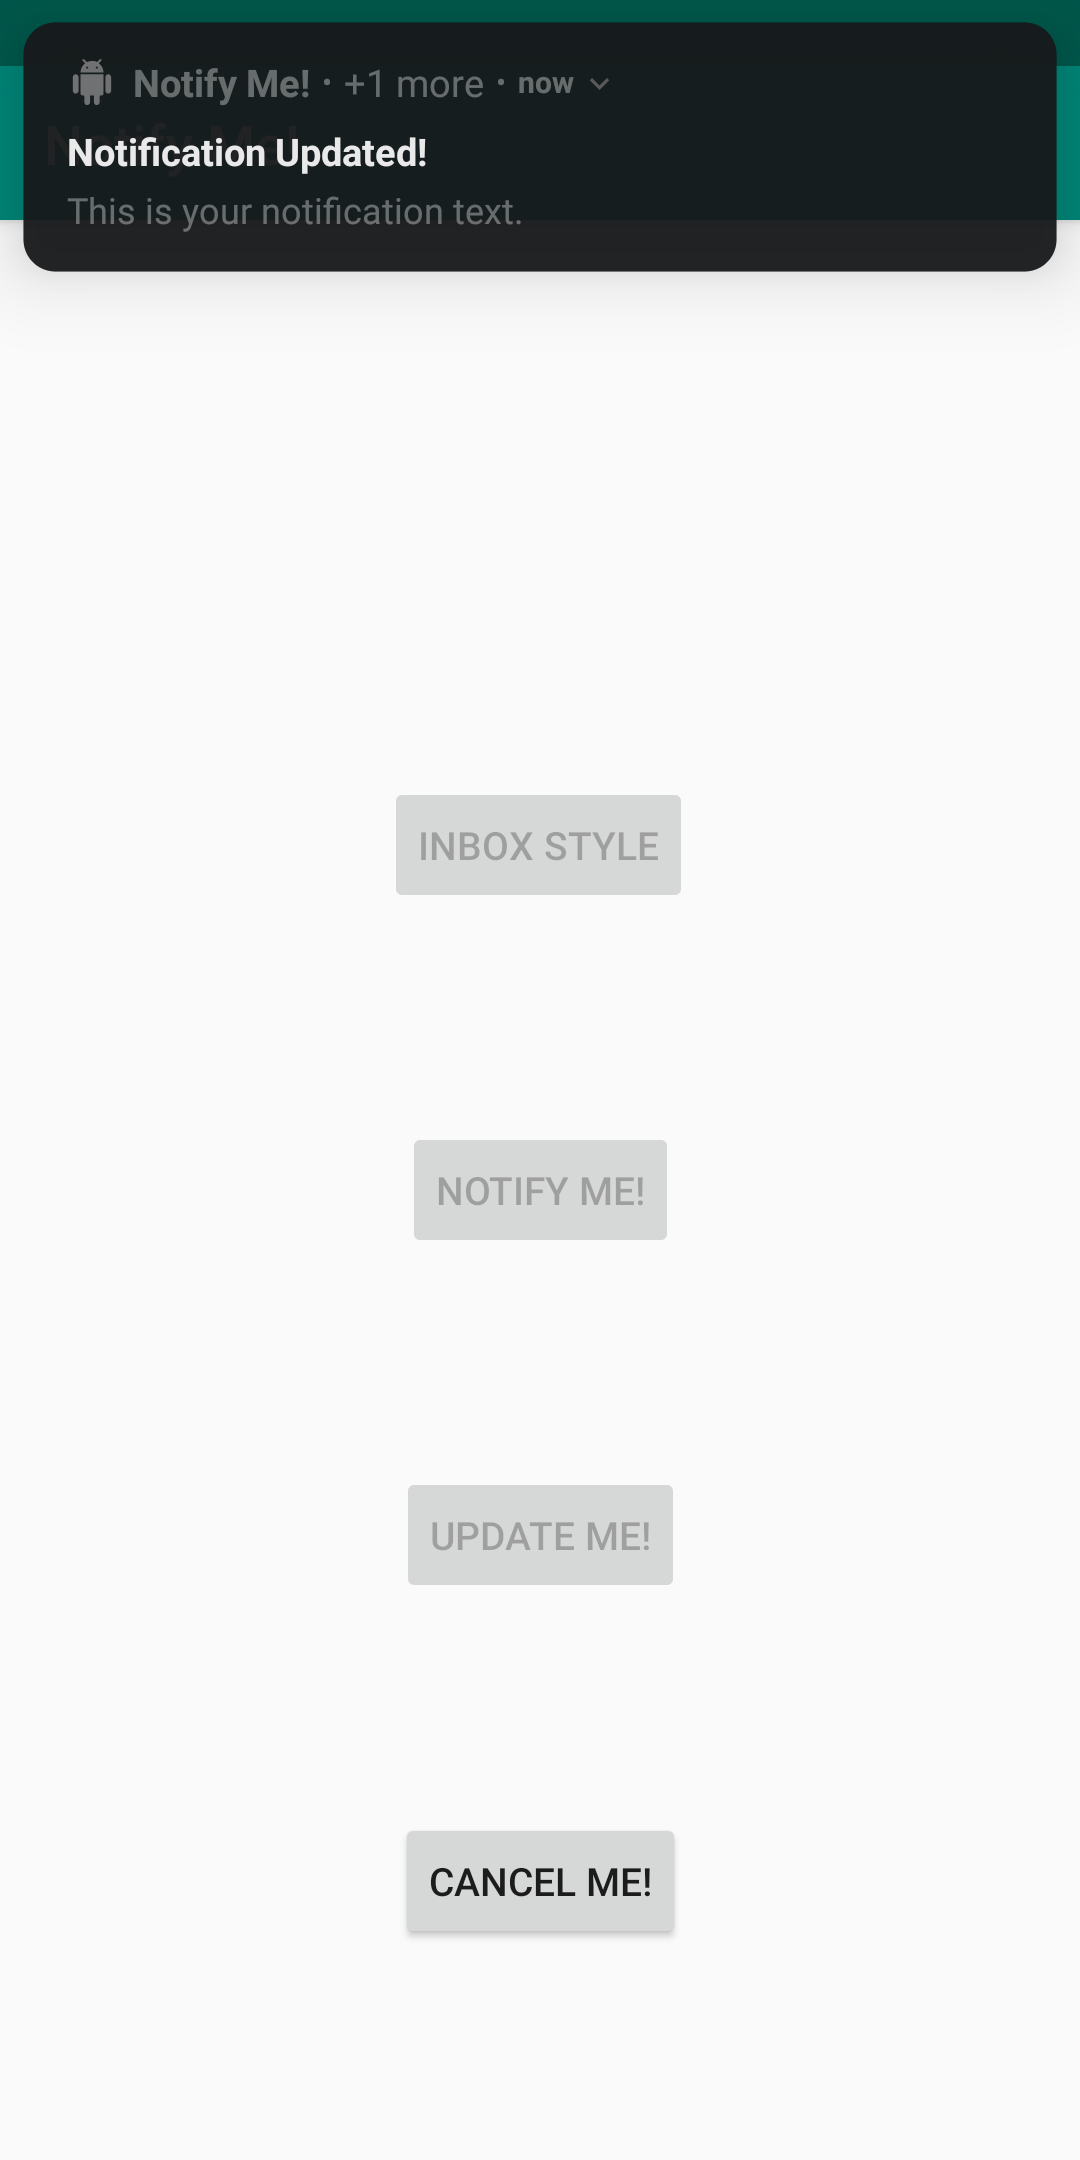 Notify Me! • +1 more • now
Notification Updated!
This is your notification text.
INBOX STYLE
NOTIFY ME!
UPDATE ME!
CANCEL ME!